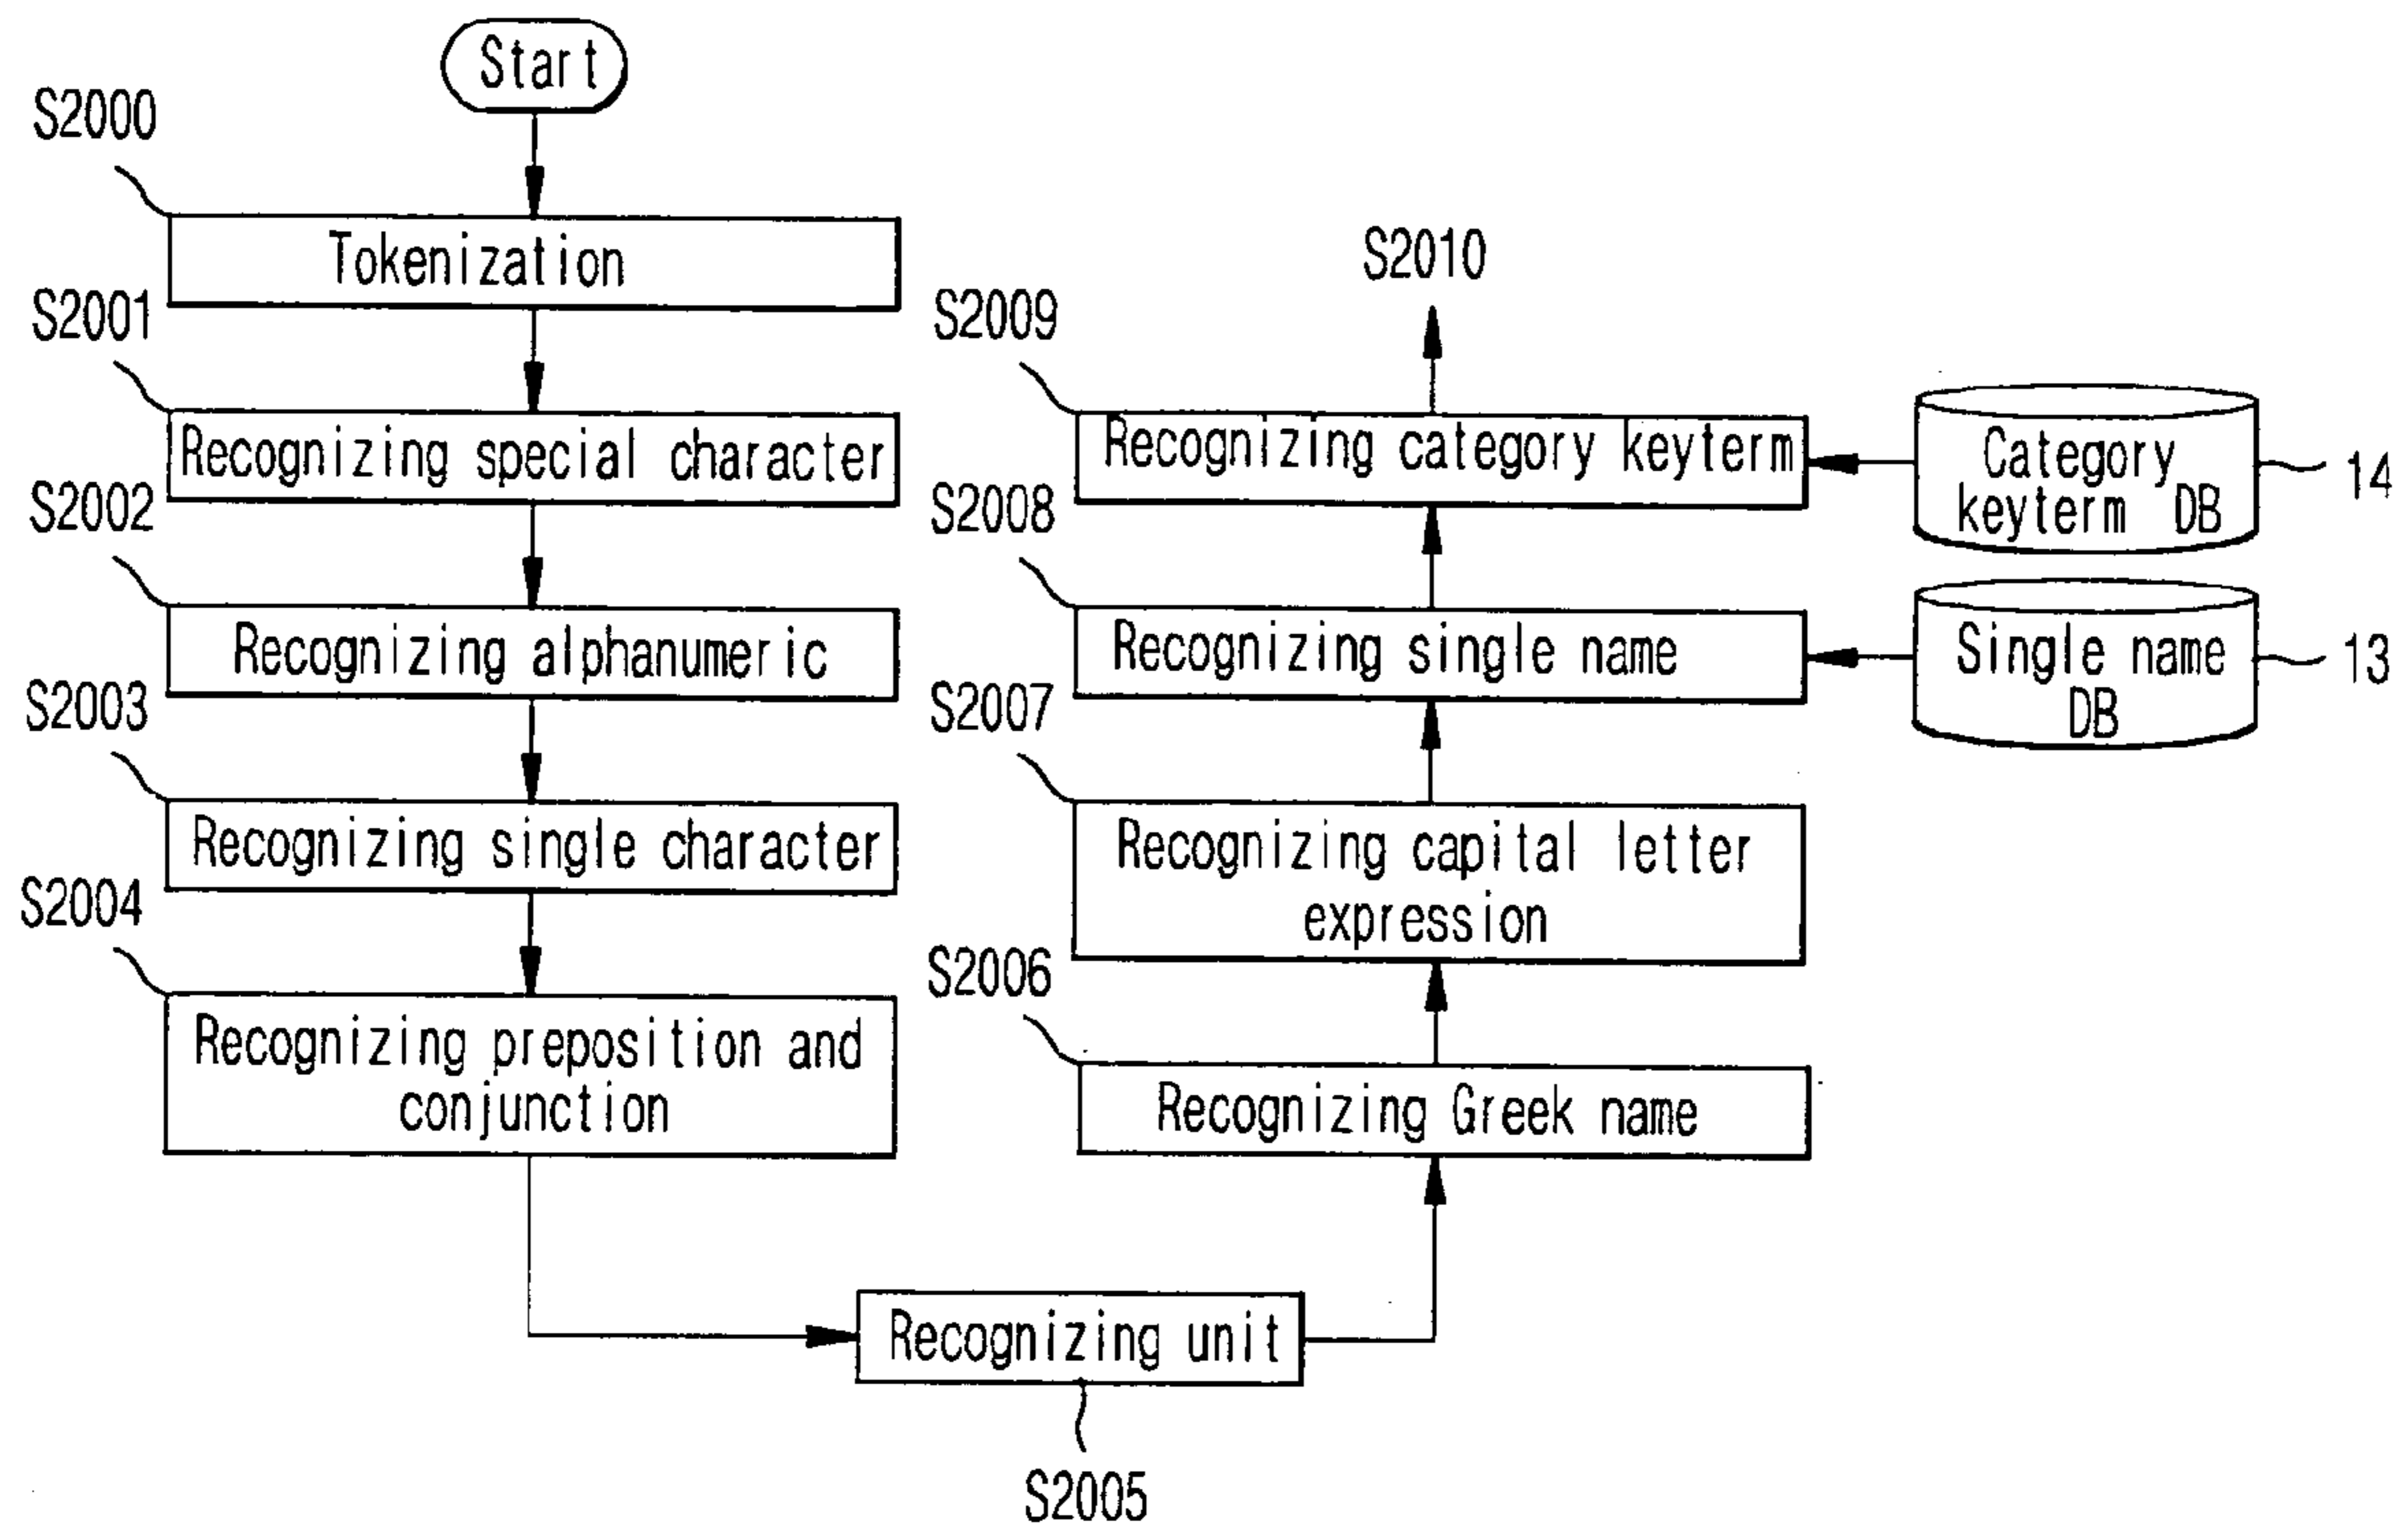 Start
S2000
Tokenization
S2001
Recognizing special character
S2002
Recognizing alphanumeric
S2003
Recognizing single character
S2004
Recognizing preposition and
conjunction
Recognizing unit
S2005
S2006
Recognizing Greek name
S2007
Recognizing capital letter
expression
S2008
Recognizing single name
Single name
DB
13
S2009
Recognizing category keyterm
Category
keyterm DB
14
S2010